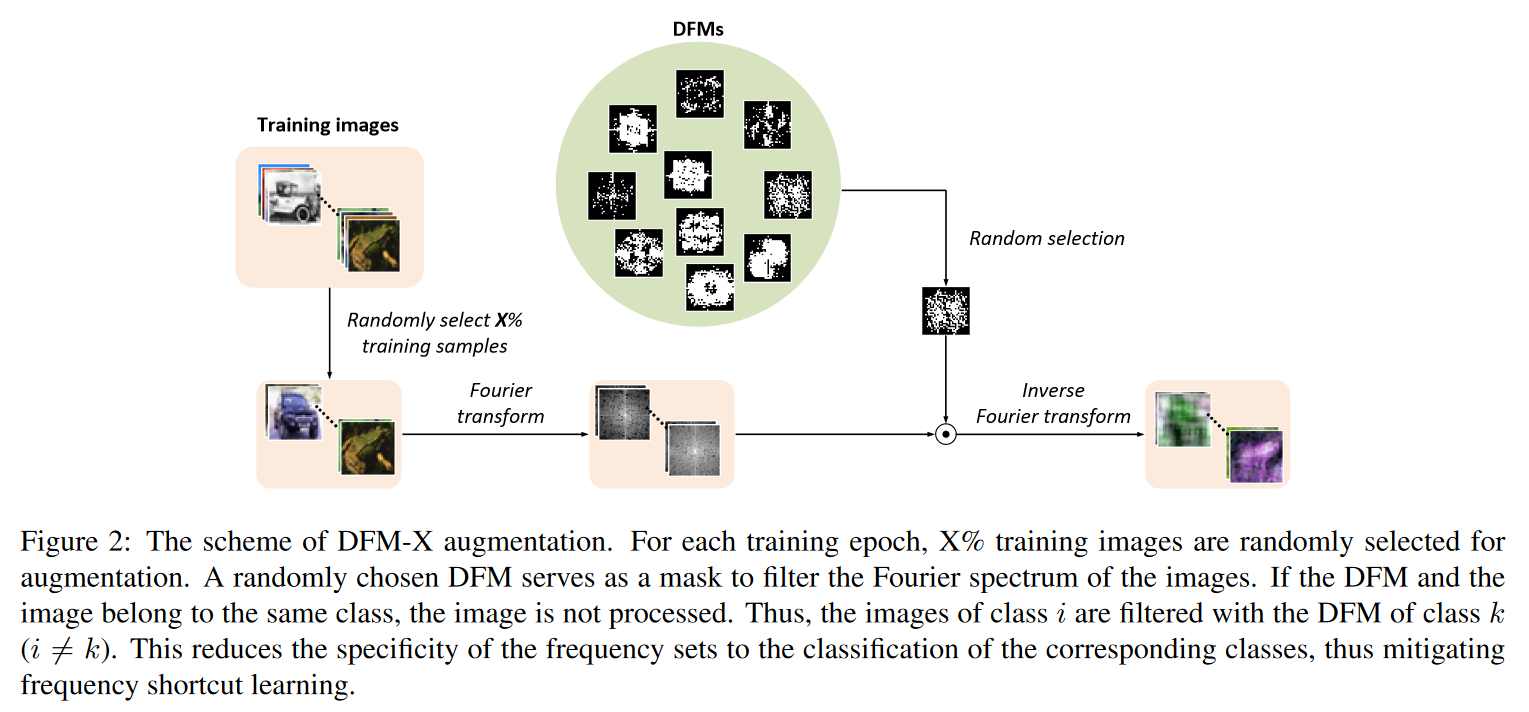 DFMs
Training images
Random selection
Randomly select X%
training samples
Fourier
transform
Inverse
Fourier transform
Figure 2: The scheme of DFM-X augmentation. For each training epoch, X% training images are randomly selected for
augmentation. A randomly chosen DFM serves as a mask to filter the Fourier spectrum of the images. If the DFM and the
image belong to the same class, the image is not processed. Thus, the images of class i are filtered with the DFM of class k
(i ≠ k). This reduces the specificity of the frequency sets to the classification of the corresponding classes, thus mitigating
frequency shortcut learning.